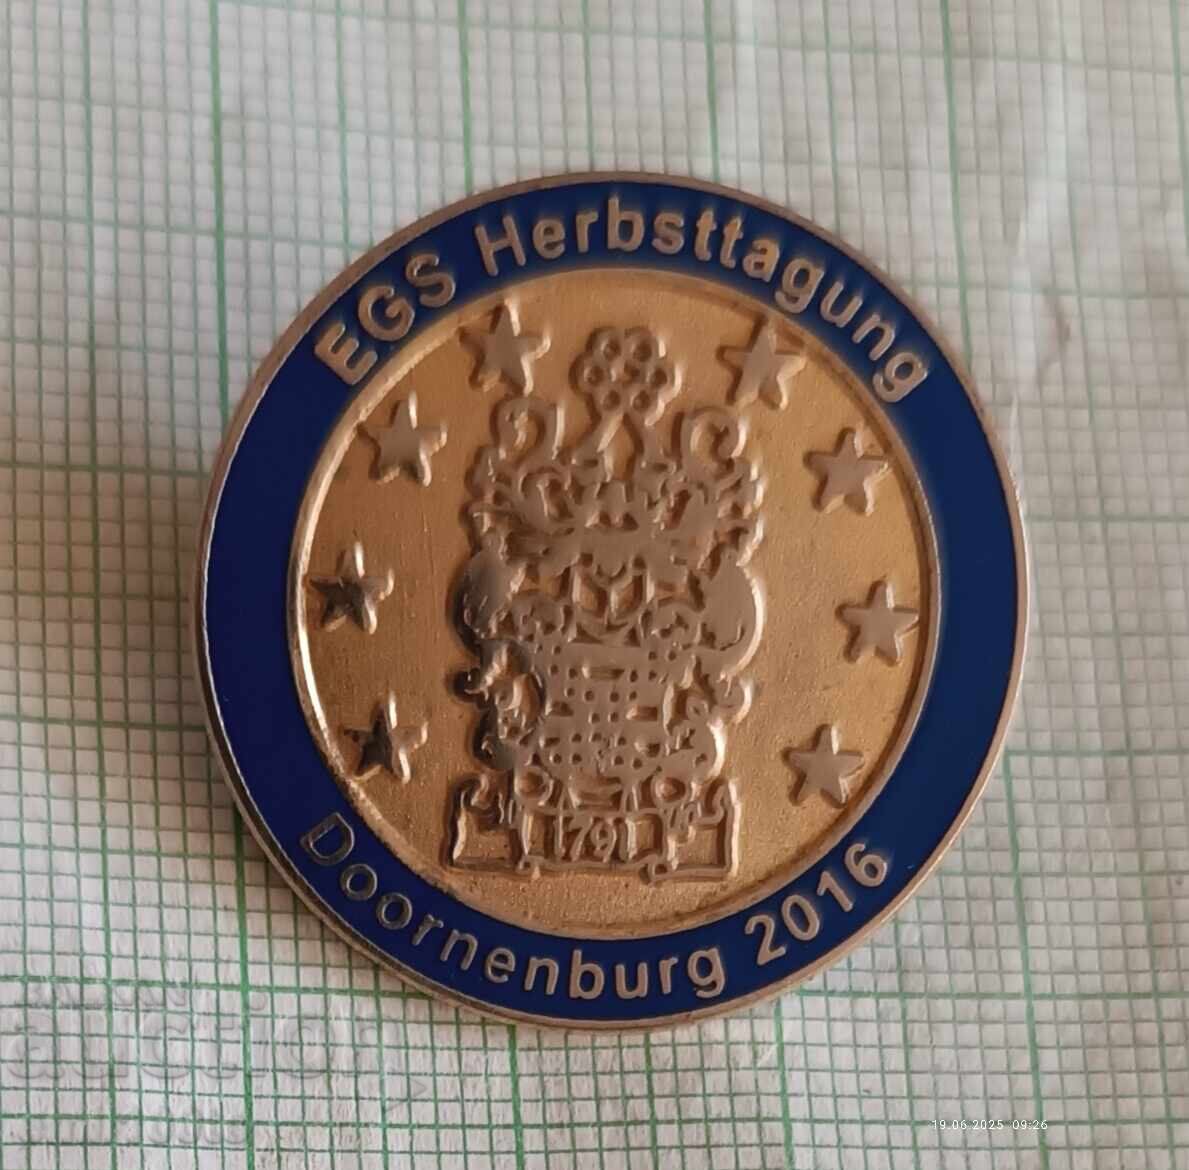 EGS Herbsttagung
1791
Doornenburg 2016
19.06.2025 09:26